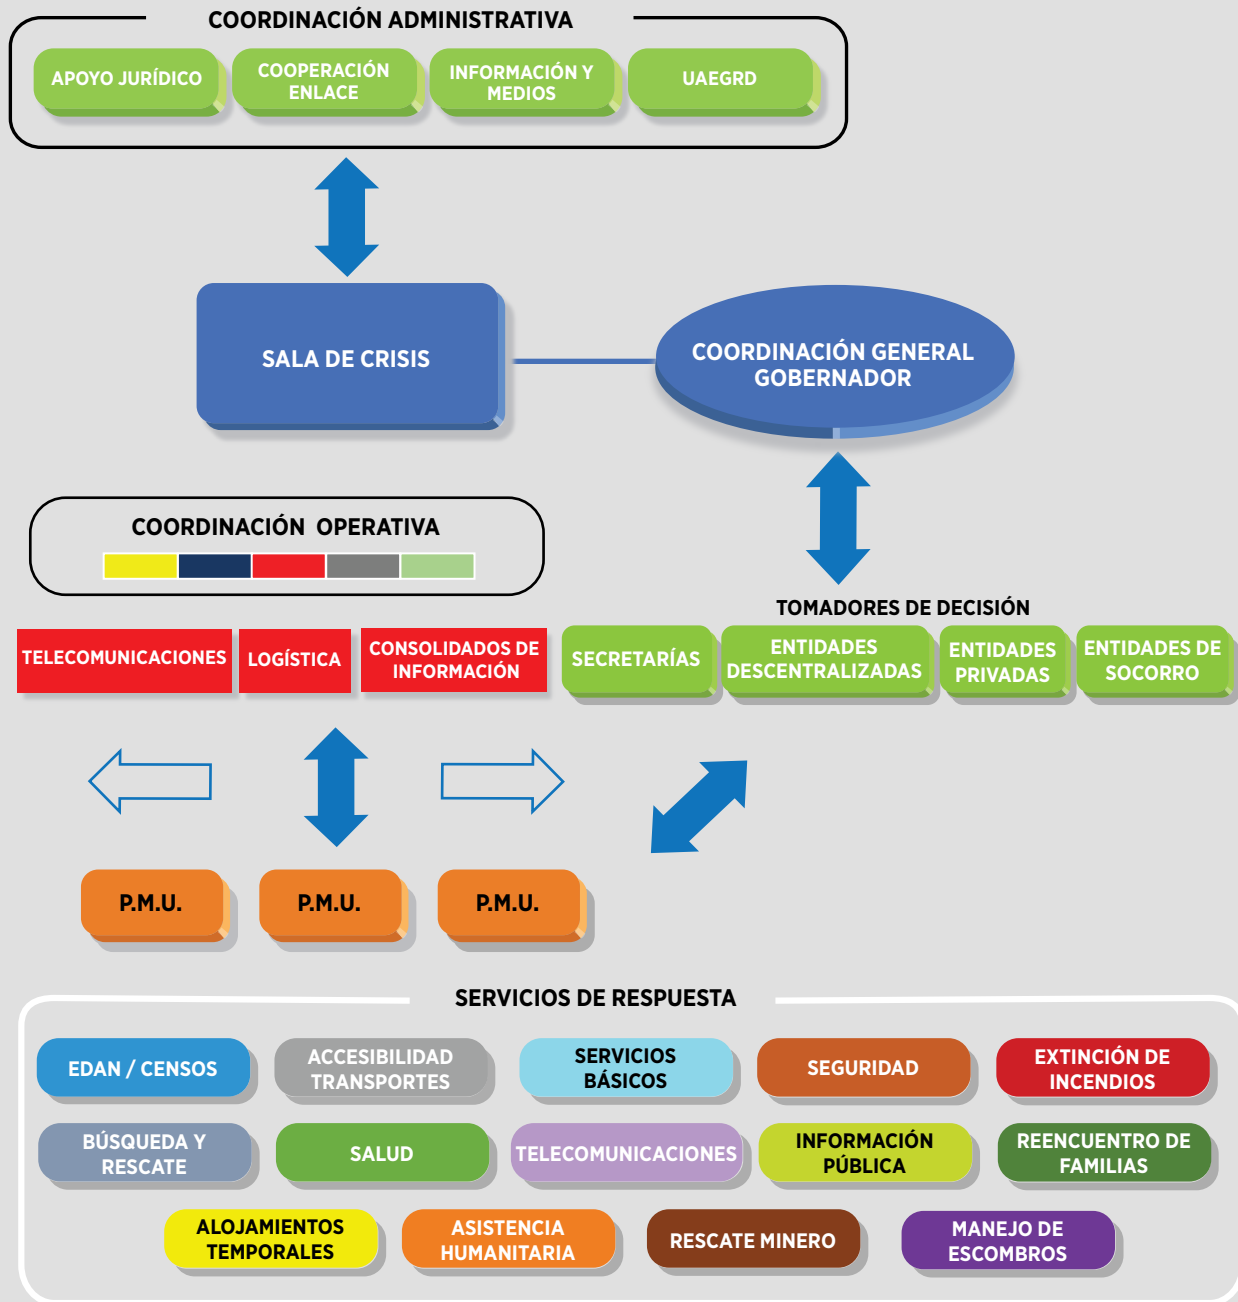 COORDINACIÓN ADMINISTRATIVA
APOYO JURÍDICO
COOPERACIÓN
ENLACE
INFORMACIÓN Y
MEDIOS
UAEGRD
SALA DE CRISIS
COORDINACIÓN GENERAL
GOBERNADOR
COORDINACIÓN OPERATIVA
TOMADORES DE DECISIÓN
TELECOMUNICACIONES
LOGÍSTICA
CONSOLIDADOS DE
INFORMACIÓN
SECRETARÍAS
ENTIDADES
DESCENTRALIZADAS
ENTIDADES
PRIVADAS
ENTIDADES DE
SOCORRO
P.M.U.
P.M.U.
P.M.U.
SERVICIOS DE RESPUESTA
EDAN / CENSOS
ACCESIBILIDAD
TRANSPORTES
SERVICIOS
BÁSICOS
SEGURIDAD
EXTINCIÓN DE
INCENDIOS
BÚSQUEDA Y
RESCATE
SALUD
TELECOMUNICACIONES
INFORMACIÓN
PÚBLICA
REENCUENTRO DE
FAMILIAS
ALOJAMIENTOS
TEMPORALES
ASISTENCIA
HUMANITARIA
RESCATE MINERO
MANEJO DE
ESCOMBROS